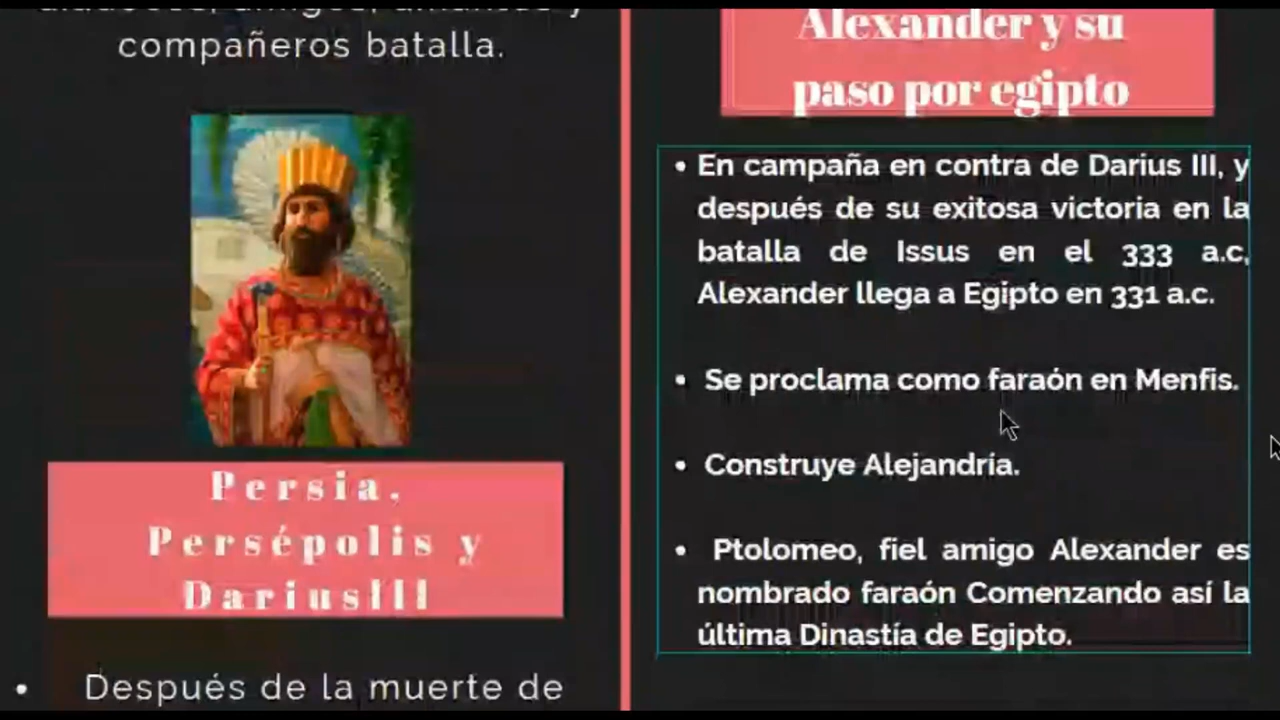 compañeros batalla.
Persia,
Persépolis y
DariusIII
• Después de la muerte de
Alexander y su
paso por egipto
• En campaña en contra de Darius III, y
después de su exitosa victoria en la
batalla de Issus en el 333 a.c,
Alexander llega a Egipto en 331 a.c.
• Se proclama como faraón en Menfis.
• Construye Alejandría.
• Ptolomeo, fiel amigo Alexander es
nombrado faraón Comenzando así la
última Dinastía de Egipto.